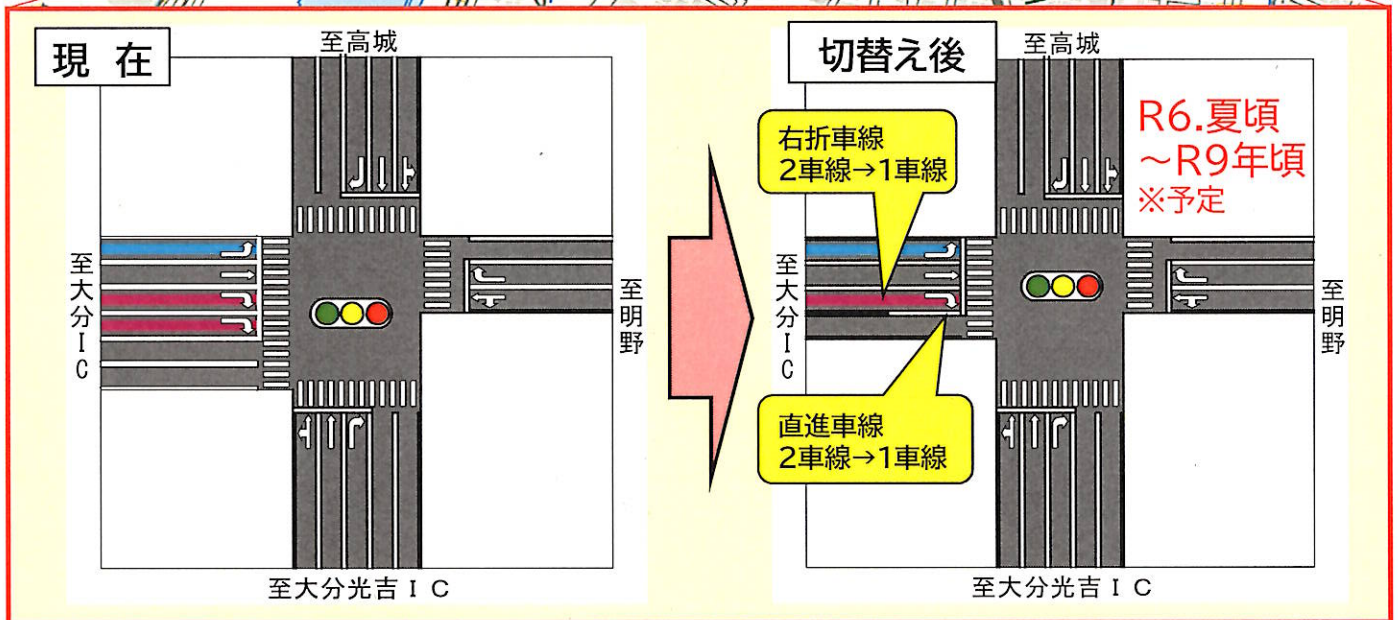 現在
至高城
至大分IC
至明野
至大分光吉IC
切替え後
至高城
R6.夏頃
～R9年頃
※予定
右折車線
2車線→1車線
至大分IC
至明野
直進車線
2車線→1車線
至大分光吉IC